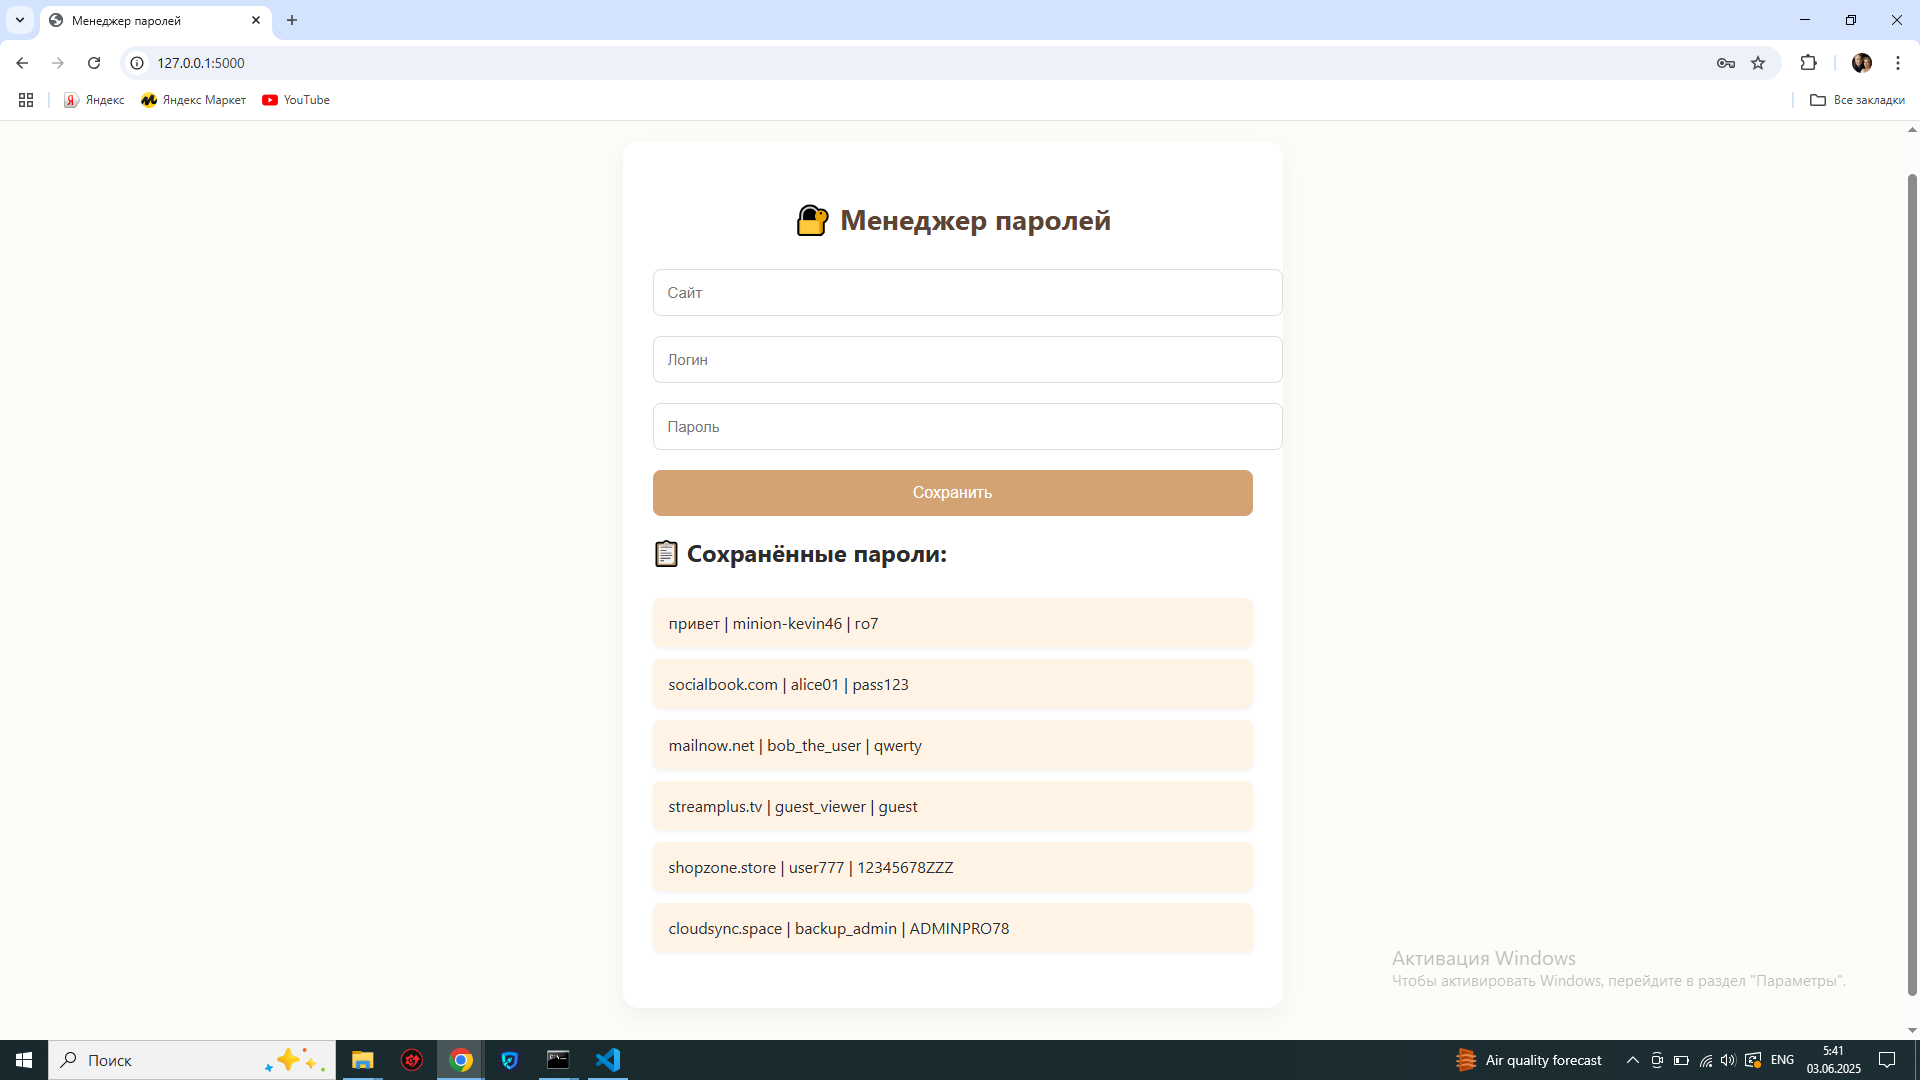 Менеджер паролей
127.0.0.1:5000
Яндекс
Яндекс Маркет
YouTube
Все закладки
Менеджер паролей
Сайт
Логин
Пароль
Сохранить
Сохранённые пароли:
привет | minion-kevin46 | го7
socialbook.com | alice01 | pass123
mailnow.net | bob_the_user | qwerty
streamplus.tv | guest_viewer | guest
shopzone.store | user777 | 12345678ZZZ
cloudsync.space | backup_admin | ADMINPRO78
Активация Windows
Чтобы активировать Windows, перейдите в раздел "Параметры".
Поиск
Air quality forecast
ENG
5:41
03.06.2025